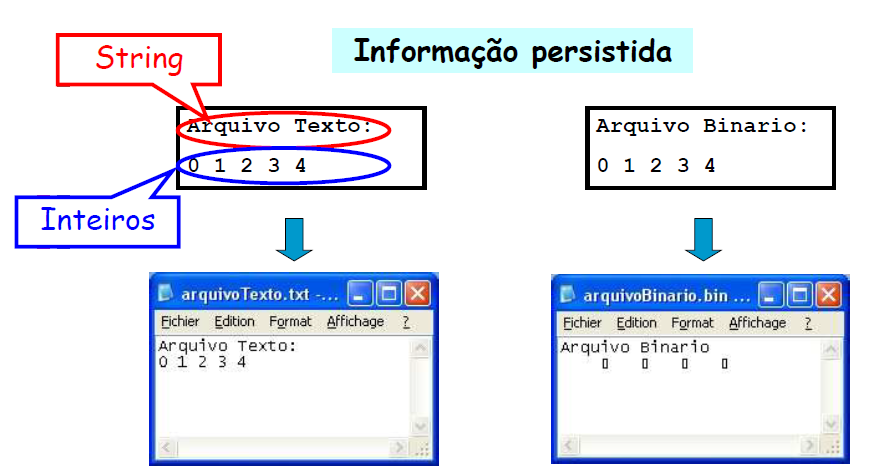 Informação persistida
String
Arquivo Texto:
0 1 2 3 4
Inteiros
Arquivo Binario:
0 1 2 3 4
arquivoTexto.txt -...
Fichier Edition Format Affichage ?
Arquivo Texto:
0 1 2 3 4
arquivoBinario.bin ...
Fichier Edition Format Affichage ?
Arquivo Binario
▯ ▯ ▯ ▯